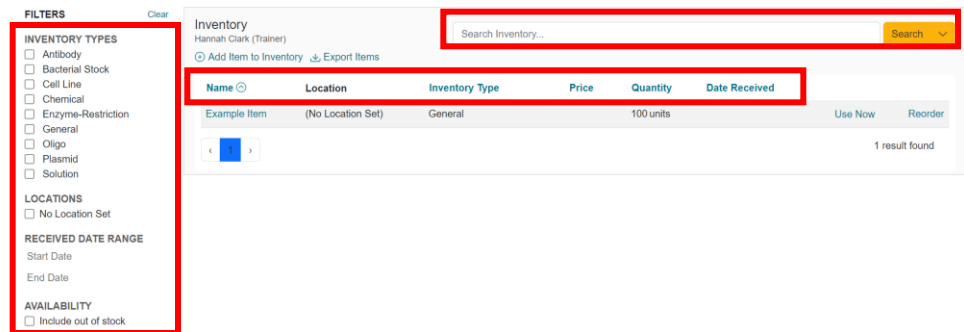 FILTERS Clear
INVENTORY TYPES
Antibody
Bacterial Stock
Cell Line
Chemical
Enzyme-Restriction
General
Oligo
Plasmid
Solution
LOCATIONS
No Location Set
RECEIVED DATE RANGE
Start Date
End Date
AVAILABILITY
Include out of stock
Inventory
Hannah Clark (Trainer)
Search Inventory... Search
Add Item to Inventory Export Items
Name Location Inventory Type Price Quantity Date Received
Example Item (No Location Set) General 100 units Use Now Reorder
‹ 1 › 1 result found